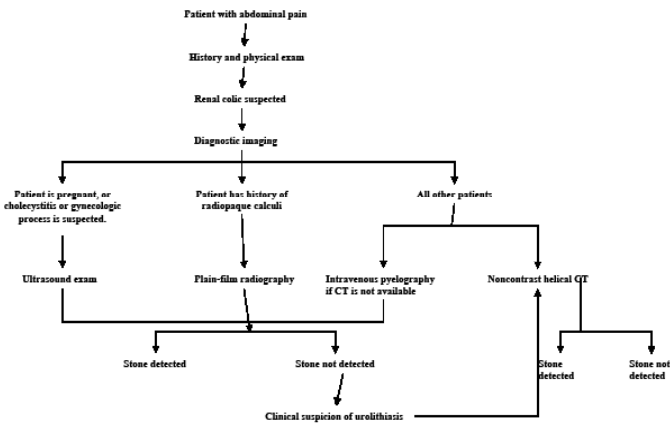 Patient with abdominal pain
History and physical exam
Renal colic suspected
Diagnostic imaging
Patient is pregnant, or
cholecystitis or gynecologic
process is suspected.
Patient has history of
radiopaque calculi
All other patients
Ultrasound exam
Plain-film radiography
Intravenous pyelography
if CT is not available
Noncontrast helical CT
Stone detected
Stone not detected
Stone
detected
Stone not
detected
Clinical suspicion of urolithiasis